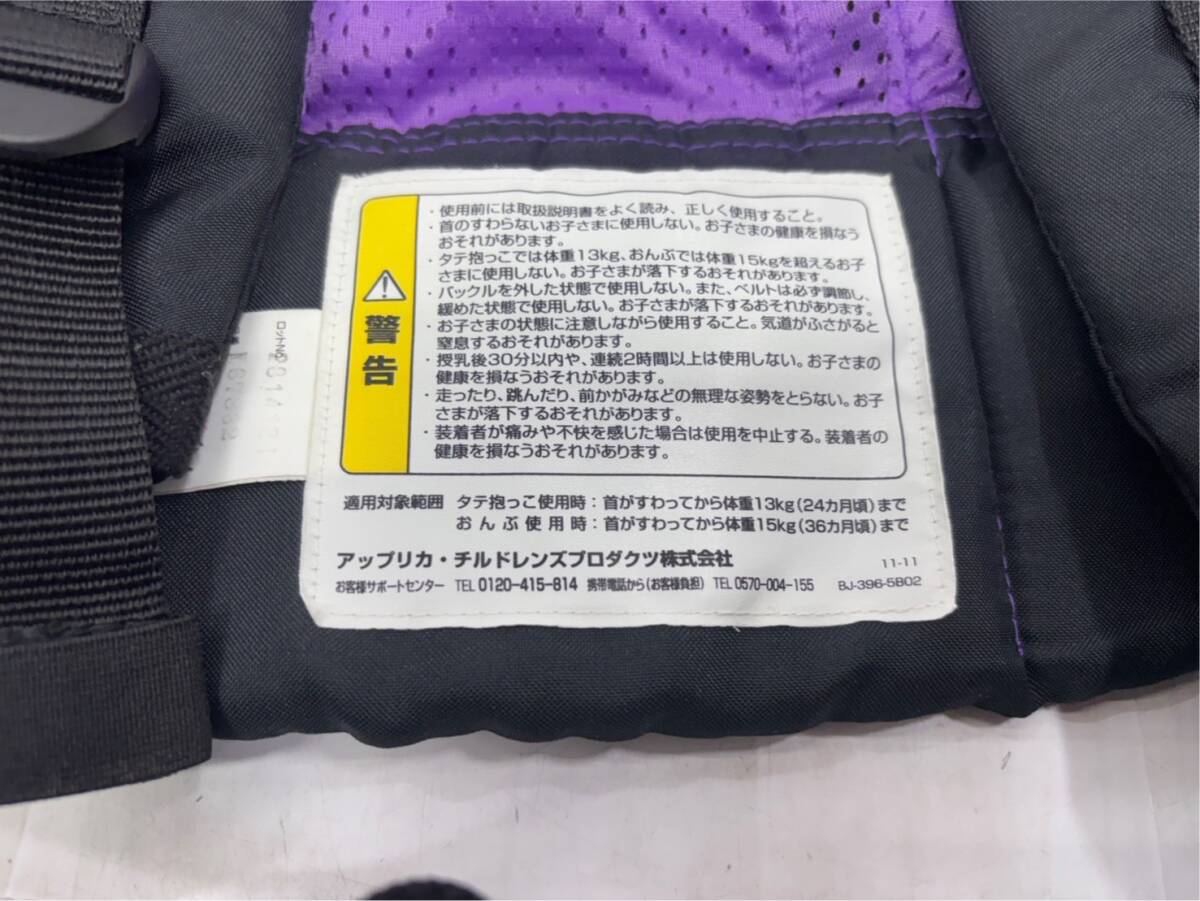 ・使用前には取扱説明書をよく読み、正しく使用すること。
・首のすわらないお子さまに使用しない。お子さまの健康を損なう
おそれがあります。
・タテ抱っこでは体重13kg、おんぶでは体重15kgを超えるお子
さまに使用しない。お子さまが落下するおそれがあります。
・バックルを外した状態で使用しない。また、ベルトは必ず調節し、
緩めた状態で使用しない。お子さまが落下するおそれがあります。
・お子さまの状態に注意しながら使用すること。気道がふさがると
窒息するおそれがあります。
・授乳後30分以内や、連続2時間以上は使用しない。お子さまの
健康を損なうおそれがあります。
・走ったり、跳んだり、前かがみなどの無理な姿勢をとらない。お子
さまが落下するおそれがあります。
・装着者が痛みや不快を感じた場合は使用を中止する。装着者の
健康を損なうおそれがあります。
警告
適用対象範囲 タテ抱っこ使用時：首がすわってから体重13kg(24カ月頃)まで
おんぶ使用時：首がすわってから体重15kg(36カ月頃)まで
アップリカ・チルドレンズプロダクツ株式会社
11-11
お客様サポートセンター TEL 0120-415-814 携帯電話から(お客様負担) TEL 0570-004-155
BJ-396-5B02
ロットNo.